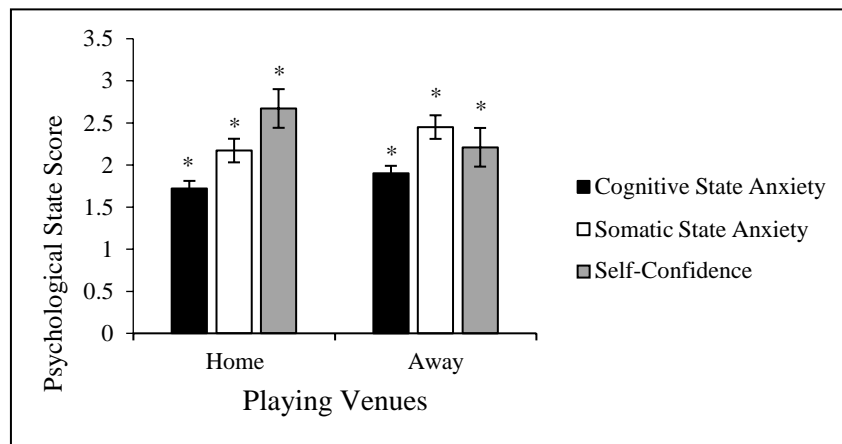 Psychological State Score
3.5
3
2.5
2
1.5
1
0.5
0
*
*
*
*
*
*
Home
Away
Playing Venues
Cognitive State Anxiety
Somatic State Anxiety
Self-Confidence